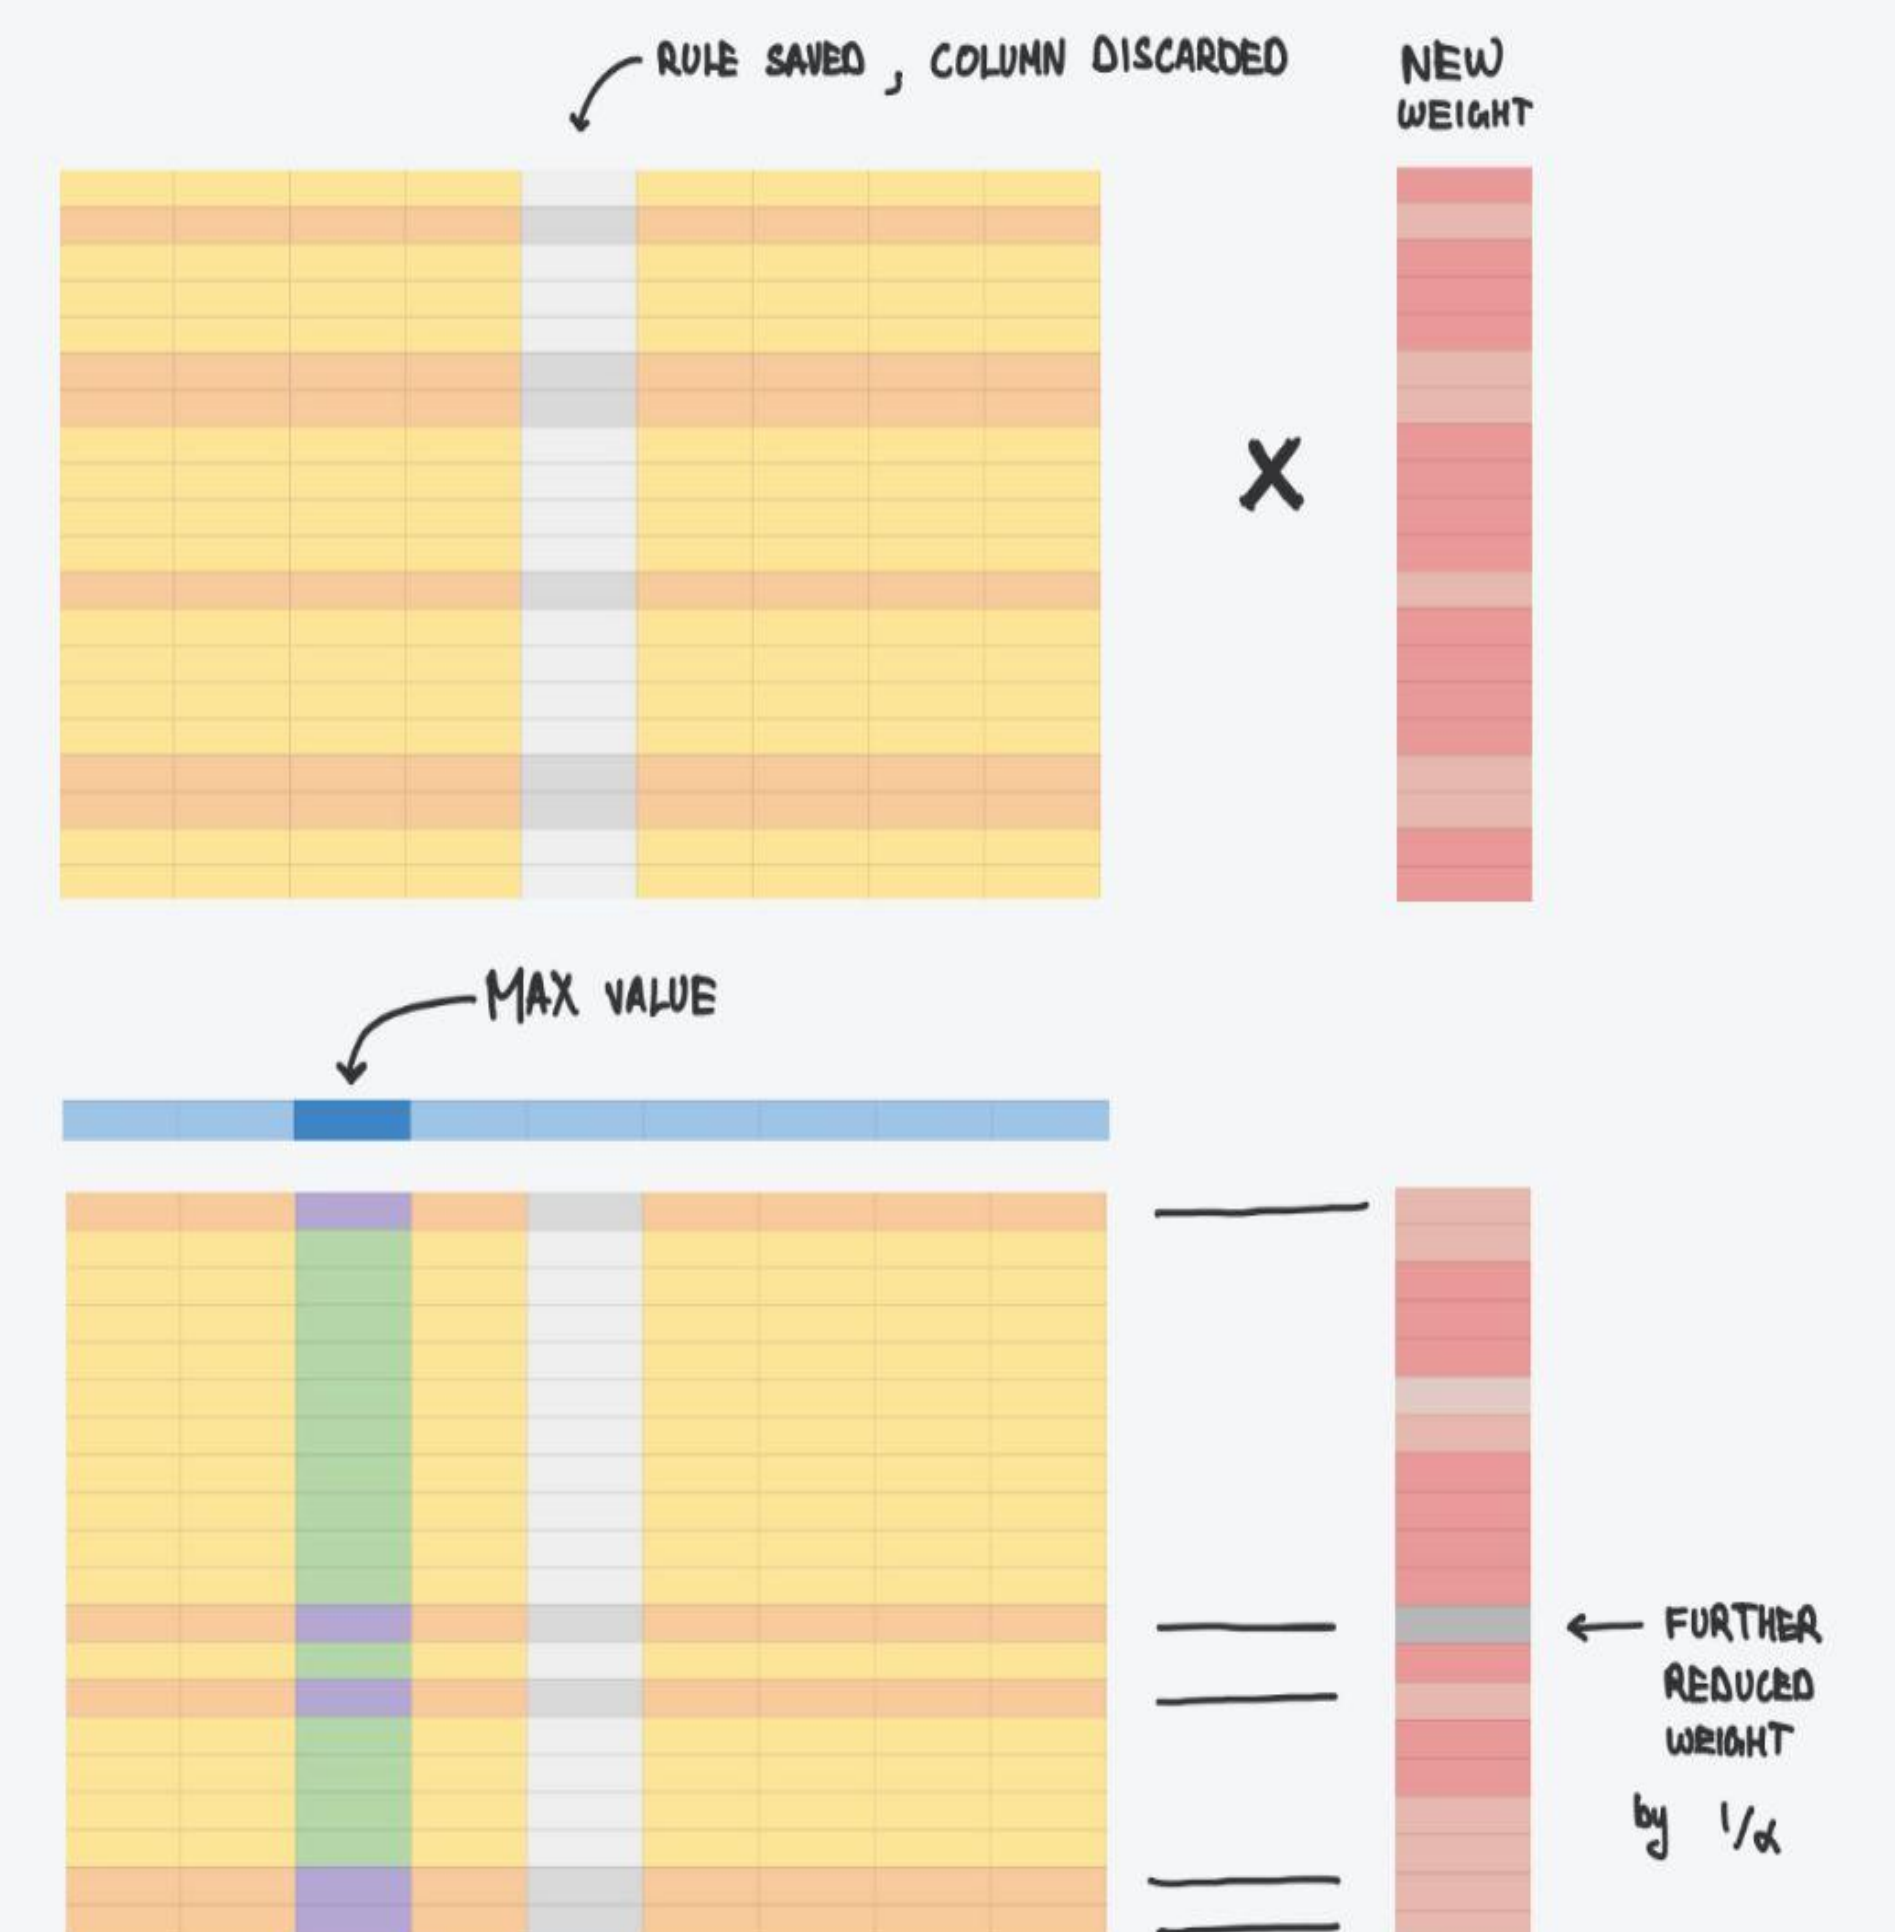 RULE SAVED , COLUMN DISCARDED
NEW
WEIGHT
X
MAX VALUE
FURTHER
REDUCED
WEIGHT
by 1/α